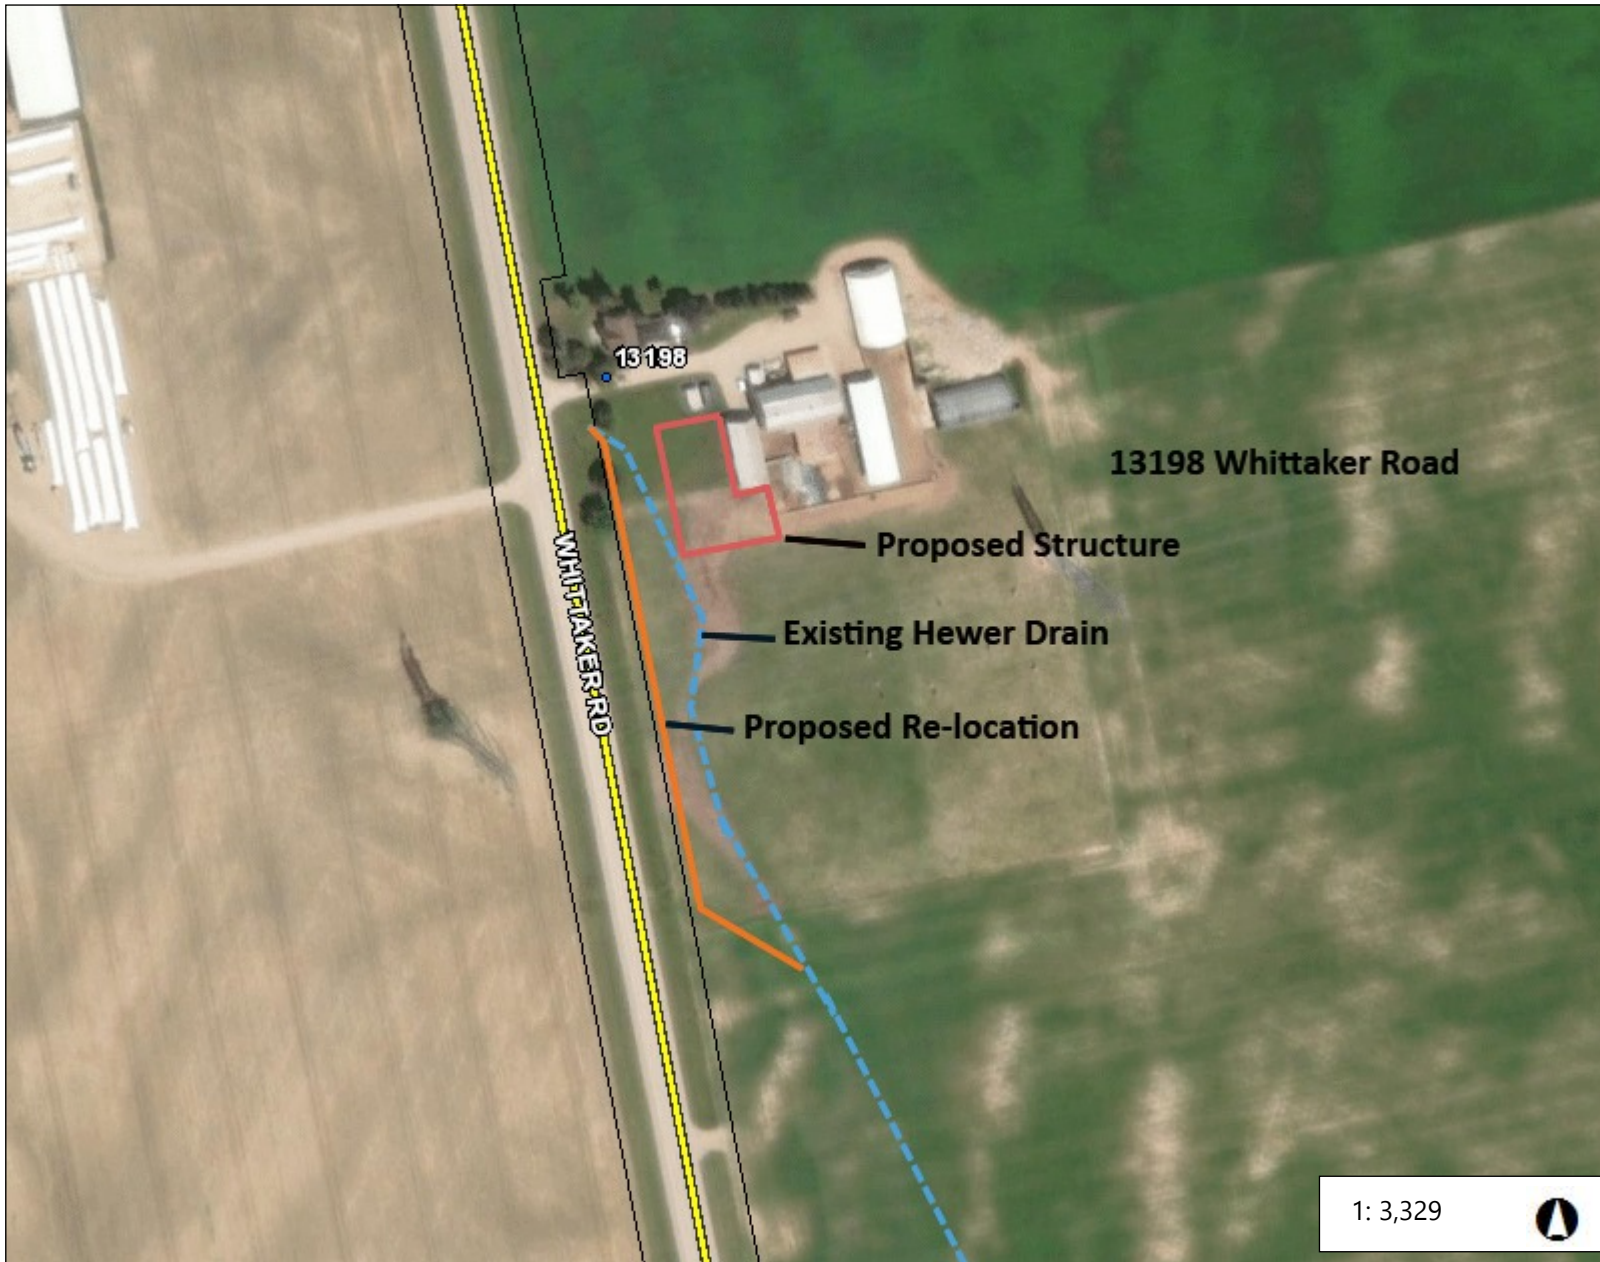 13198
13198 Whittaker Road
Proposed Structure
WHITTAKER RD
Existing Hewer Drain
Proposed Re-location
1: 3,329